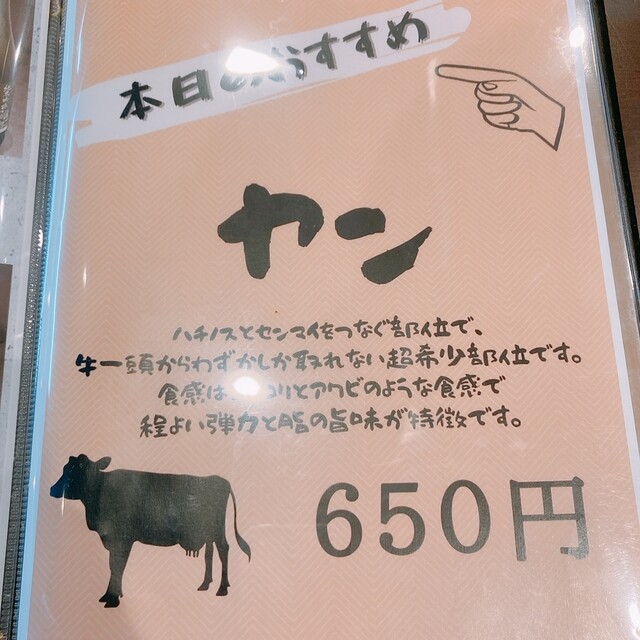 本日のおすすめ
ヤン
ハチノスとセンマイをつなぐ部位で、
牛一頭からわずかしか取れない超希少部位です。
食感は コリとアワビのような食感で
程よい弾力と脂の旨味が特徴です。
650円